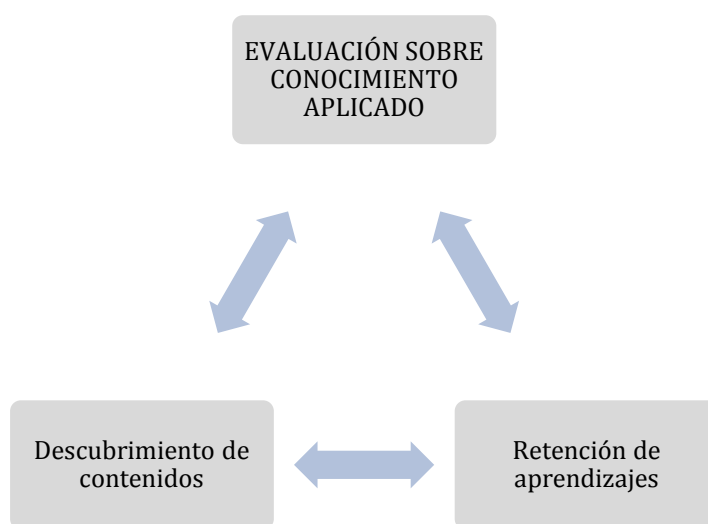 EVALUACIÓN SOBRE
CONOCIMIENTO
APLICADO
Descubrimiento de
contenidos
Retención de
aprendizajes